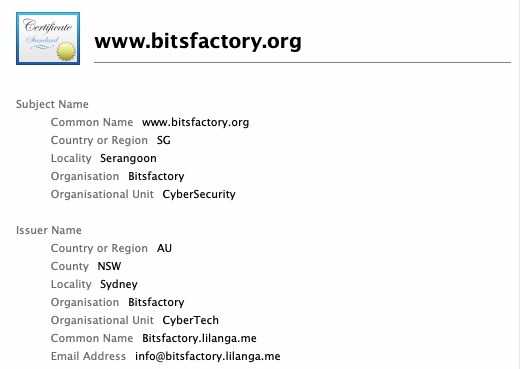 Certificate
Standard
www.bitsfactory.org
Subject Name
Common Name www.bitsfactory.org
Country or Region SG
Locality Serangoon
Organisation Bitsfactory
Organisational Unit CyberSecurity
Issuer Name
Country or Region AU
County NSW
Locality Sydney
Organisation Bitsfactory
Organisational Unit CyberTech
Common Name Bitsfactory.lilanga.me
Email Address info@bitsfactory.lilanga.me